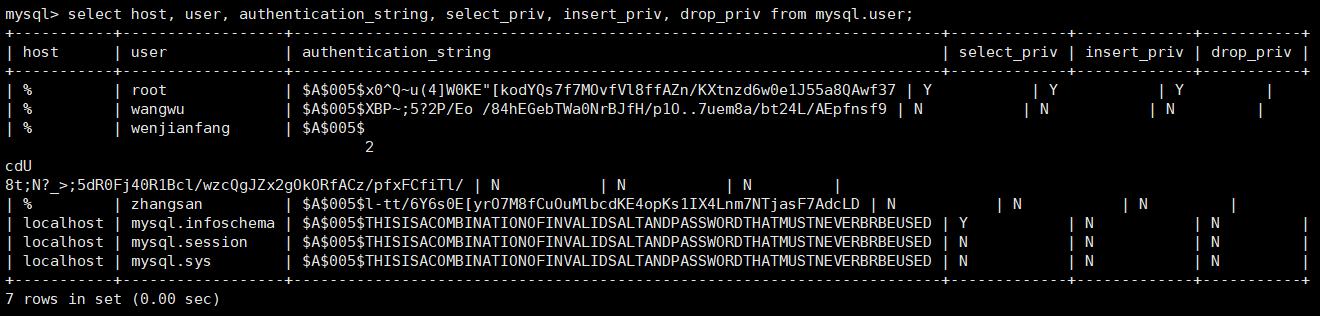 mysql> select host, user, authentication_string, select_priv, insert_priv, drop_priv from mysql.user;
+-----------+------------------+------------------------------------------------------------------------+-------------+-------------+-----------+
| host      | user             | authentication_string                                                  | select_priv | insert_priv | drop_priv |
+-----------+------------------+------------------------------------------------------------------------+-------------+-------------+-----------+
| %         | root             | $A$005$x0^Q~u(4]W0KE"[kodYQs7f7MOvfVl8ffAZn/KXtnzd6w0e1J55a8QAwf37 | Y           | Y           | Y         |
| %         | wangwu           | $A$005$XBP~;5?2P/Eo /84hEGebTWa0NrBJfH/p1O..7uem8a/bt24L/AEpfnsf9 | N           | N           | N         |
| %         | wenjianfang      | $A$005$
2
cdU
8t;N?_>;5dR0Fj40R1Bcl/wzcQgJZx2gOkORfACz/pfxFCfiTl/ | N           | N           | N         |
| %         | zhangsan         | $A$005$l-tt/6Y6s0E[yrO7M8fCuOuMlbcdKE4opKs1IX4Lnm7NTjasF7AdcLD | N           | N           | N         |
| localhost | mysql.infoschema | $A$005$THISISACOMBINATIONOFINVALIDSALTANDPASSWORDTHATMUSTNEVERBRBEUSED | Y           | N           | N         |
| localhost | mysql.session    | $A$005$THISISACOMBINATIONOFINVALIDSALTANDPASSWORDTHATMUSTNEVERBRBEUSED | N           | N           | N         |
| localhost | mysql.sys        | $A$005$THISISACOMBINATIONOFINVALIDSALTANDPASSWORDTHATMUSTNEVERBRBEUSED | N           | N           | N         |
+-----------+------------------+------------------------------------------------------------------------+-------------+-------------+-----------+
7 rows in set (0.00 sec)